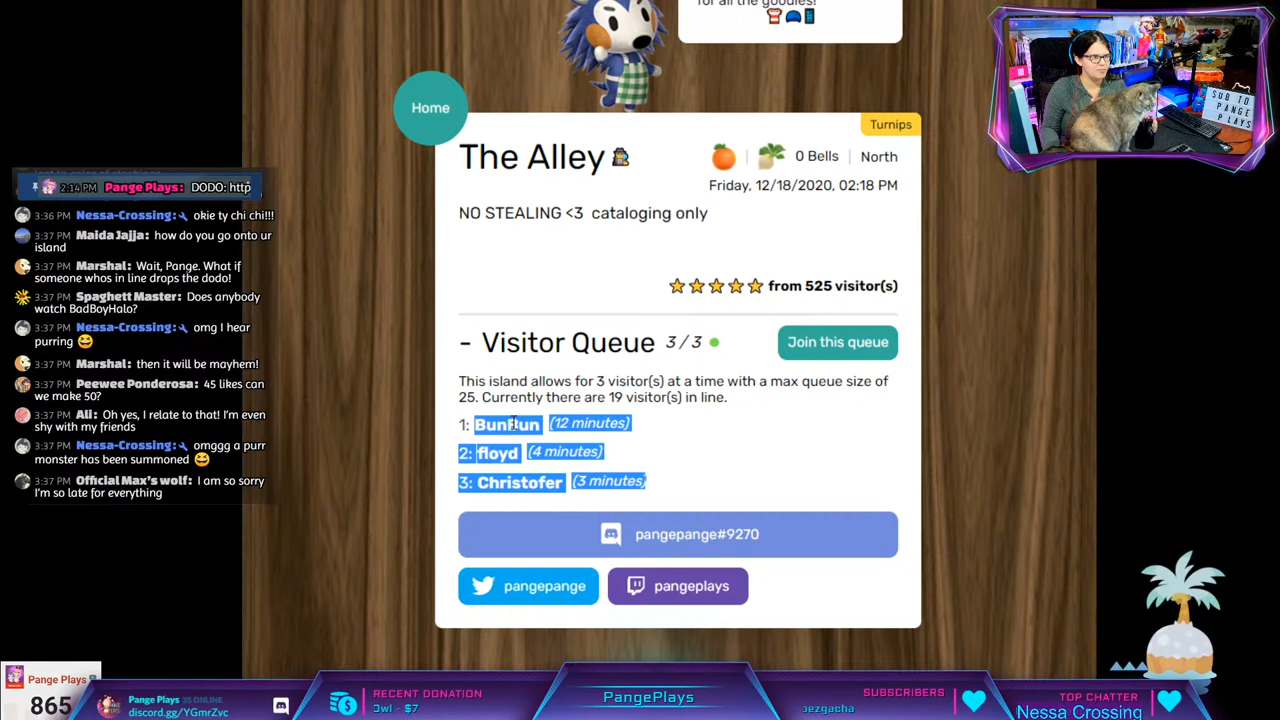 for all the goodies!
Home
Turnips
The Alley
0 Bells
North
Friday, 12/18/2020, 02:18 PM
NO STEALING <3 cataloging only
from 525 visitor(s)
- Visitor Queue 3 / 3
Join this queue
This island allows for 3 visitor(s) at a time with a max queue size of
25. Currently there are 19 visitor(s) in line.
1: BunBun (12 minutes)
2: floyd (4 minutes)
3: Christofer (3 minutes)
pangepange#9270
pangepange
pangeplays
2:14 PM Pange Plays: DODO: http
3:36 PM Nessa-Crossing: okie ty chi chi!!!
3:37 PM Maida Jajja: how do you go onto ur
island
3:37 PM Marshal: Wait, Pange. What if
someone whos in line drops the dodo!
3:37 PM Spaghett Master: Does anybody
watch BadBoyHalo?
3:37 PM Nessa-Crossing: omg I hear
purring
3:37 PM Marshal: then it will be mayhem!
3:37 PM Peewee Ponderosa: 45 likes can
we make 50?
3:37 PM Ali: Oh yes, I relate to that! I'm even
shy with my friends
3:37 PM Nessa-Crossing: omggg a purr
monster has been summoned
3:37 PM Official Max's wolf: I am so sorry
I'm so late for everything
SUB TO
PANGE
PLAYS
Pange Plays
865
Pange Plays 35 ONLINE
discord.gg/YGmrZvc
RECENT DONATION
Jwl - $7
PangePlays
SUBSCRIBERS
bezgacha
TOP CHATTER
Nessa Crossing